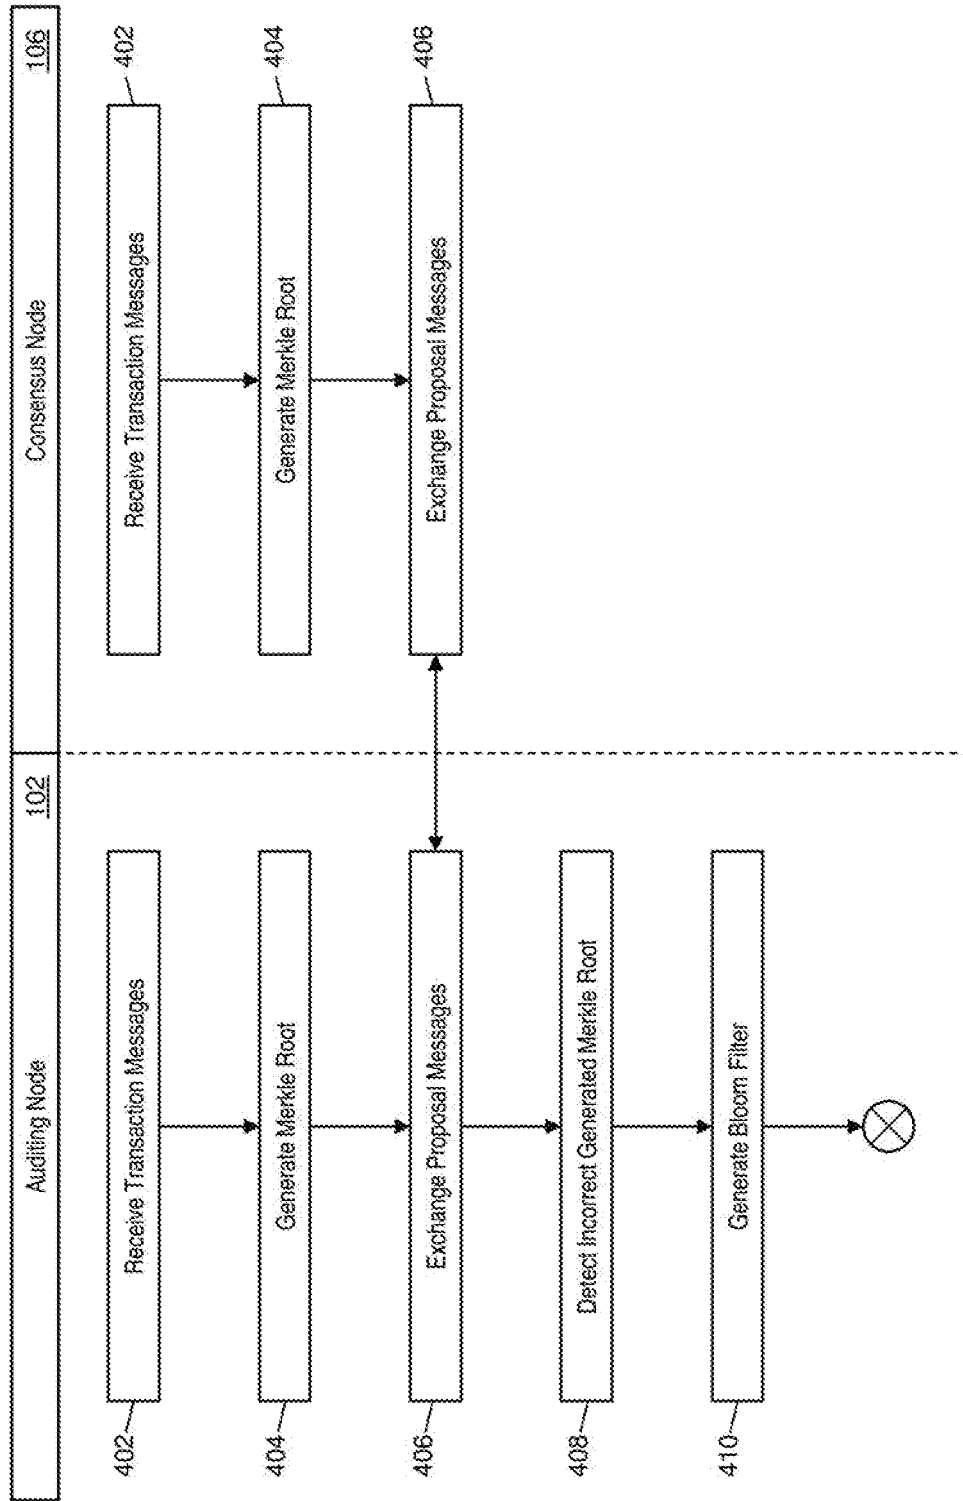 Auditing Node 102
Consensus Node 106
402 Receive Transaction Messages
Receive Transaction Messages 402
404 Generate Merkle Root
Generate Merkle Root 404
406 Exchange Proposal Messages
Exchange Proposal Messages 406
408 Detect Incorrect Generated Merkle Root
410 Generate Bloom Filter